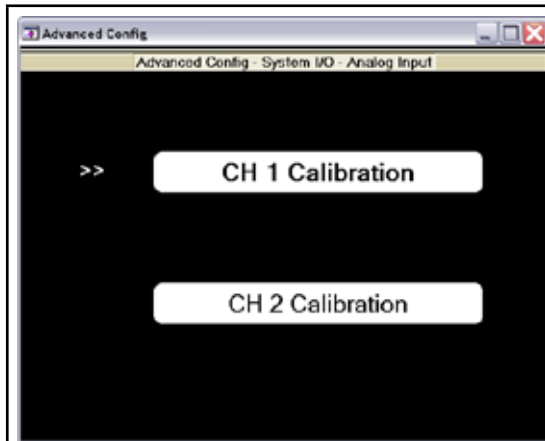 Advanced Config
Advanced Config - System I/O - Analog Input
>> CH 1 Calibration
CH 2 Calibration